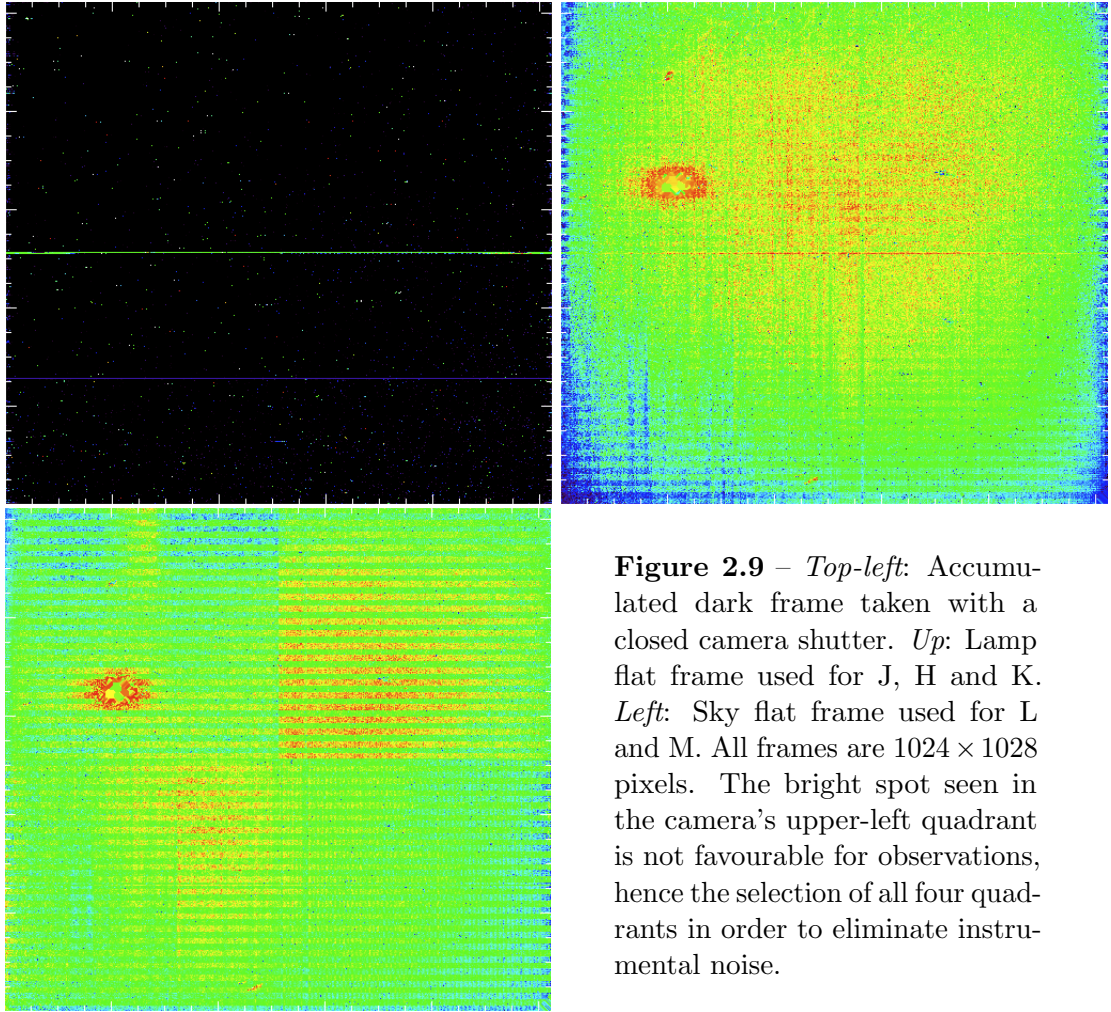 Figure 2.9 – Top-left: Accumu-
lated dark frame taken with a
closed camera shutter. Up: Lamp
flat frame used for J, H and K.
Left: Sky flat frame used for L
and M. All frames are 1024 × 1028
pixels. The bright spot seen in
the camera's upper-left quadrant
is not favourable for observations,
hence the selection of all four quad-
rants in order to eliminate instru-
mental noise.